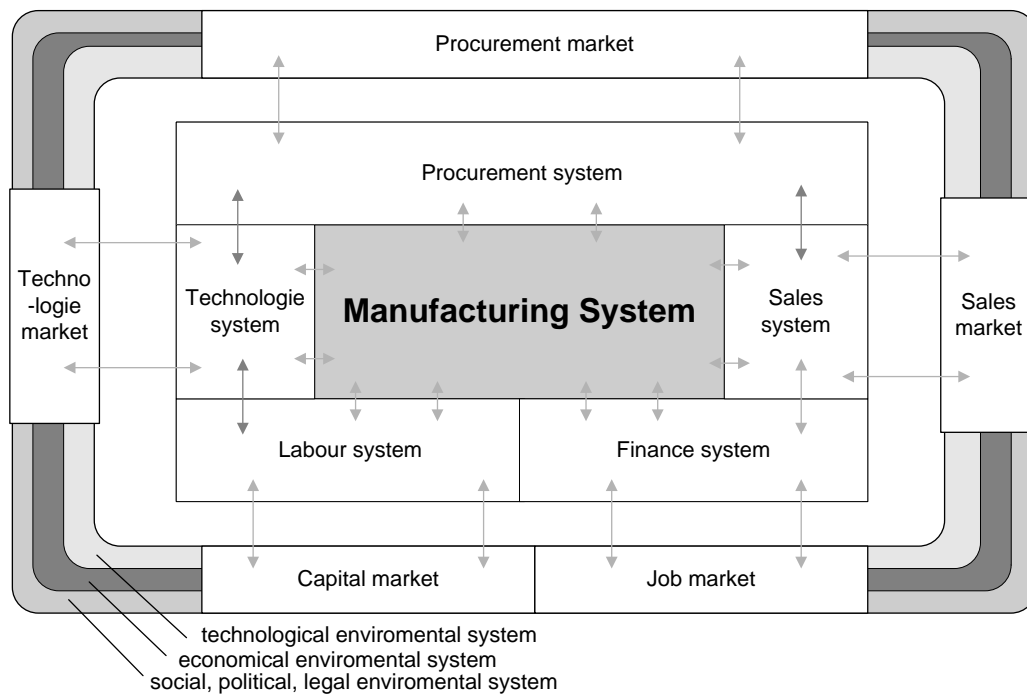 Procurement market
Procurement system
Techno
-logie
market
Technologie
system
Manufacturing System
Sales
system
Sales
market
Labour system
Finance system
Capital market
Job market
technological enviromental system
economical enviromental system
social, political, legal enviromental system